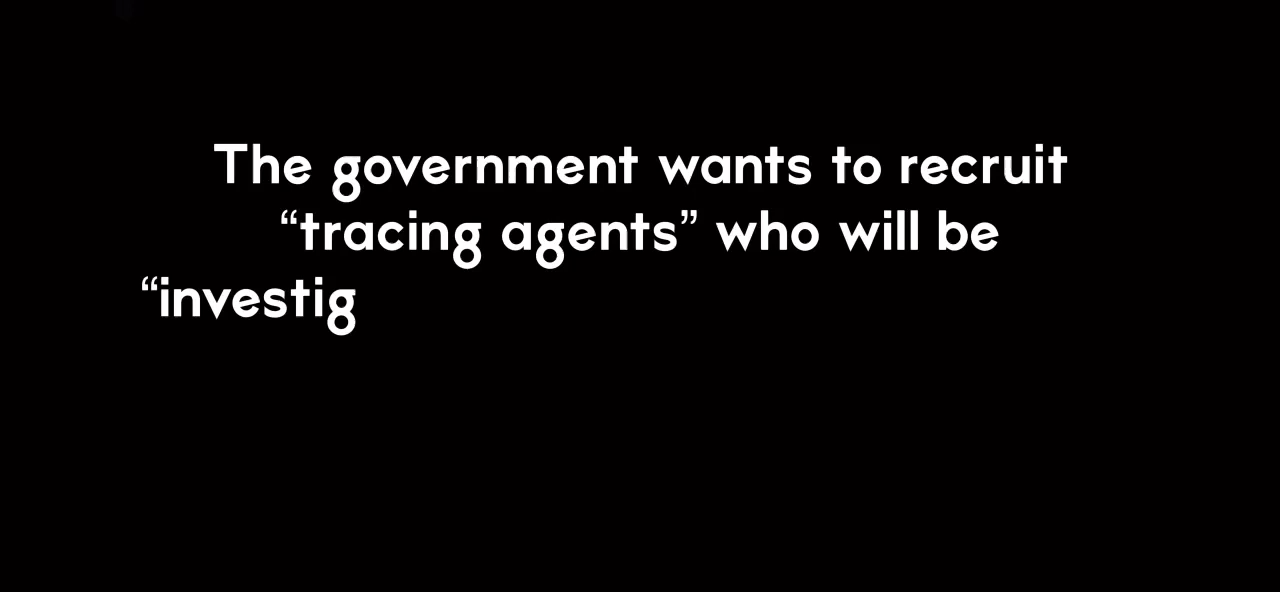 The government wants to recruit
“tracing agents” who will be
“investig